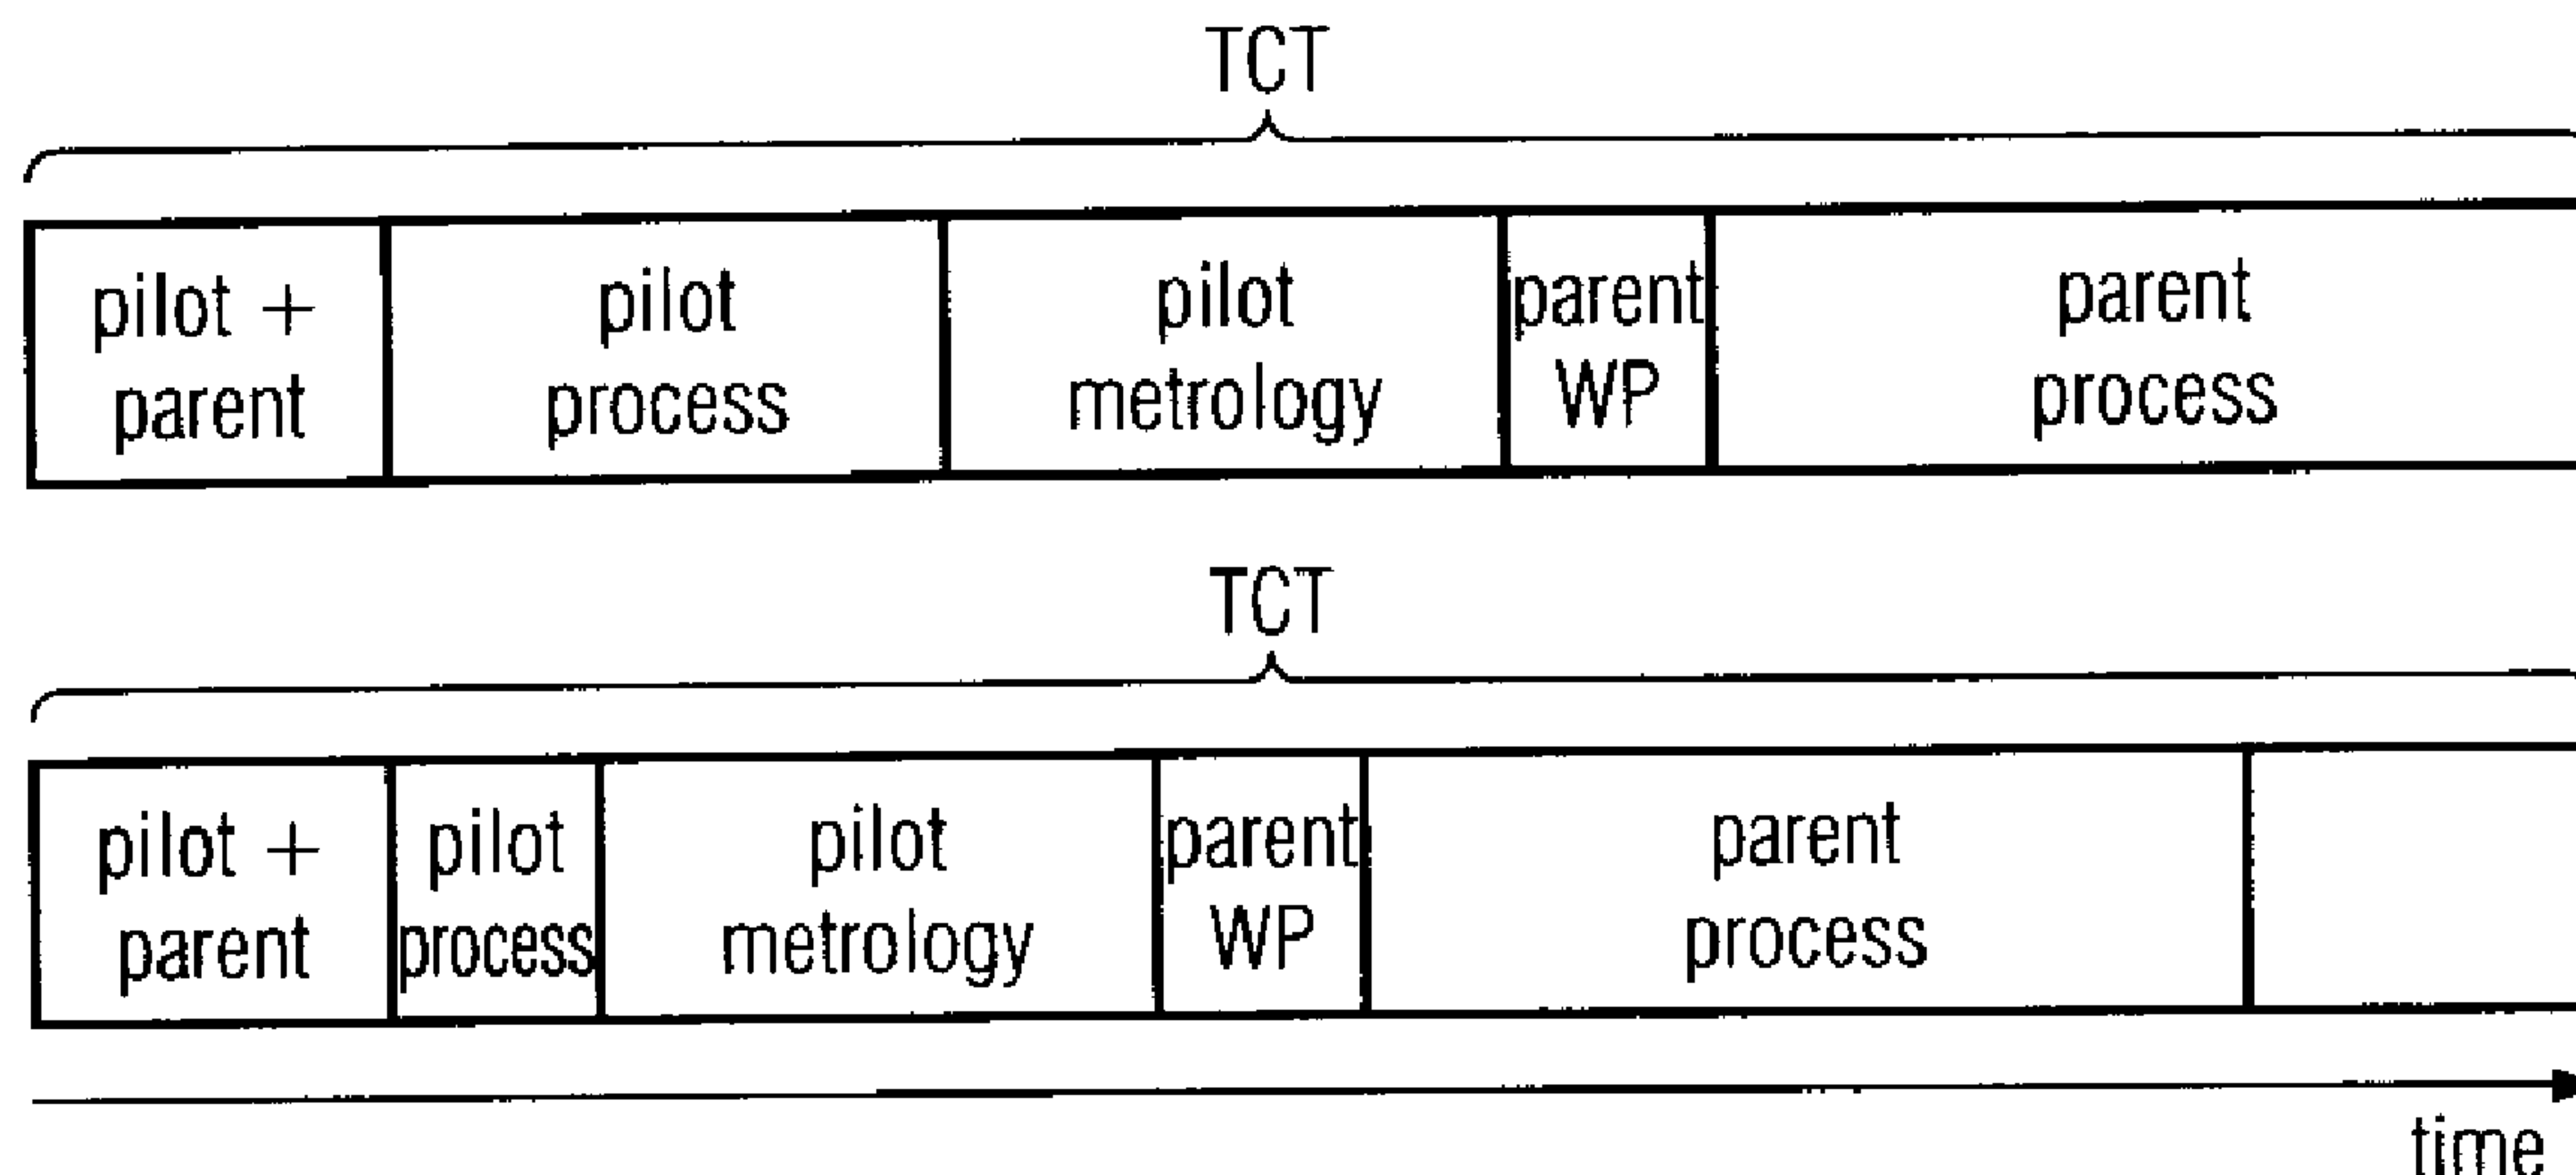 TCT
pilot +
parent
pilot
process
pilot
metrology
parent
WP
parent
process
TCT
pilot +
parent
pilot
process
pilot
metrology
parent
WP
parent
process
time